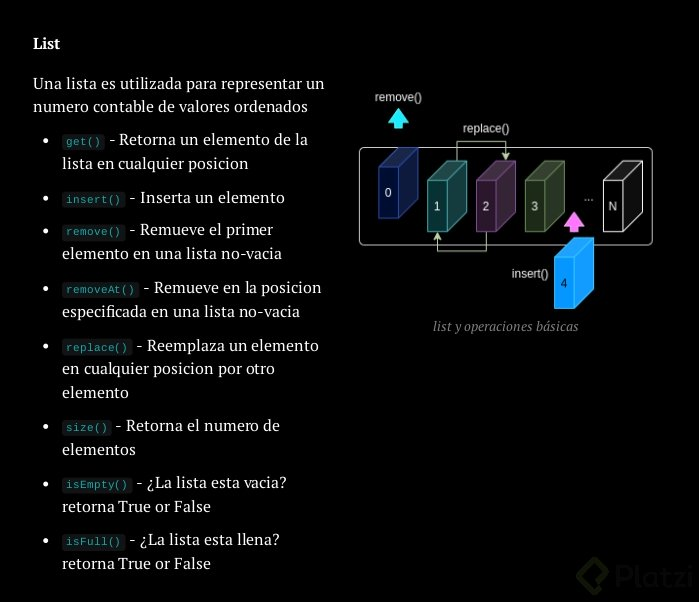 List
Una lista es utilizada para representar un
numero contable de valores ordenados
get() - Retorna un elemento de la
lista en cualquier posicion
insert() - Inserta un elemento
remove() - Remueve el primer
elemento en una lista no-vacia
removeAt() - Remueve en la posicion
especificada en una lista no-vacia
replace() - Reemplaza un elemento
en cualquier posicion por otro
elemento
size() - Retorna el numero de
elementos
isEmpty() - ¿La lista esta vacia?
retorna True or False
isFull() - ¿La lista esta llena?
retorna True or False
remove()
replace()
0 1 2 3 ... N
insert() 4
list y operaciones básicas
Platzi